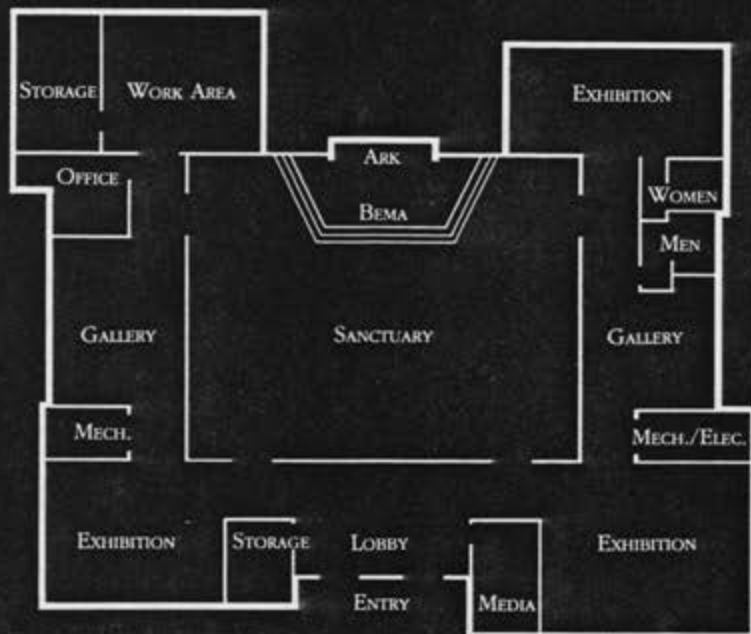 STORAGE
WORK AREA
EXHIBITION
ARK
OFFICE
WOMEN
BEMA
MEN
GALLERY
SANCTUARY
GALLERY
MECH.
MECH./ELEC.
EXHIBITION
STORAGE
LOBBY
EXHIBITION
ENTRY
MEDIA